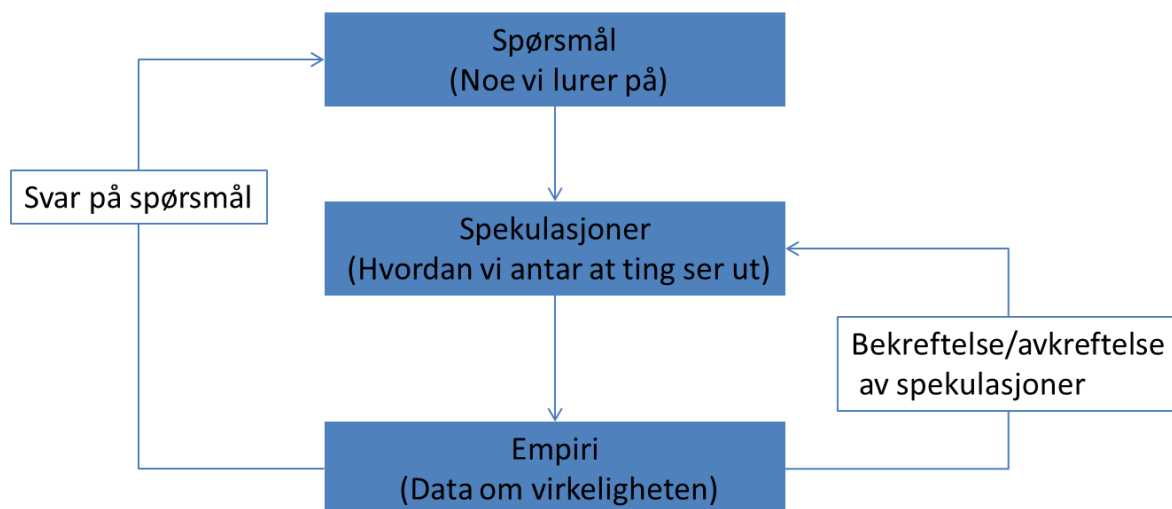 Spørsmål
(Noe vi lurer på)
Svar på spørsmål
Spekulasjoner
(Hvordan vi antar at ting ser ut)
Bekreftelse/avkreftelse
av spekulasjoner
Empiri
(Data om virkeligheten)